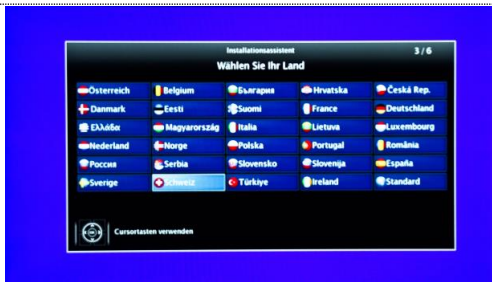 Installationsassistent 3/6
Wählen Sie Ihr Land
Österreich Belgium България Hrvatska Česká Rep.
Danmark Eesti Suomi France Deutschland
Ελλάδα Magyarország Italia Lietuva Luxembourg
Nederland Norge Polska Portugal România
Россия Serbia Slovensko Slovenija España
Sverige Schweiz Türkiye Ireland Standard
Cursortasten verwenden